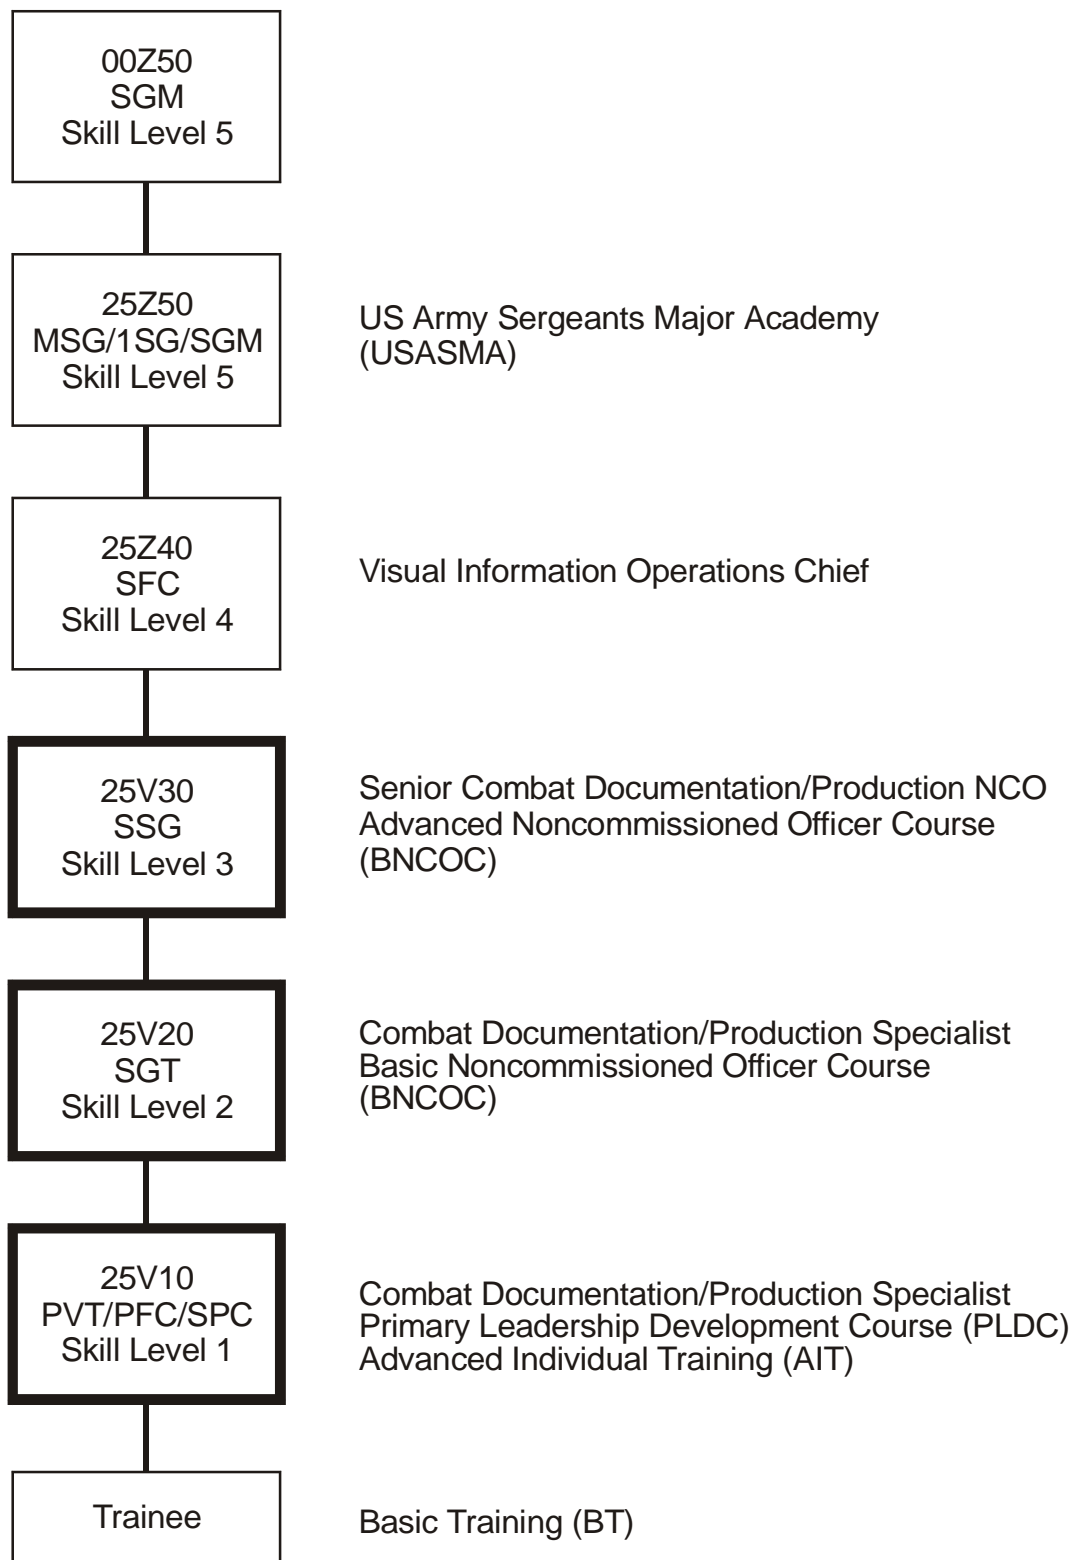 00Z50
SGM
Skill Level 5
25Z50
MSG/1SG/SGM
Skill Level 5
US Army Sergeants Major Academy
(USASMA)
25Z40
SFC
Skill Level 4
Visual Information Operations Chief
25V30
SSG
Skill Level 3
Senior Combat Documentation/Production NCO
Advanced Noncommissioned Officer Course
(BNCOC)
25V20
SGT
Skill Level 2
Combat Documentation/Production Specialist
Basic Noncommissioned Officer Course
(BNCOC)
25V10
PVT/PFC/SPC
Skill Level 1
Combat Documentation/Production Specialist
Primary Leadership Development Course (PLDC)
Advanced Individual Training (AIT)
Trainee
Basic Training (BT)